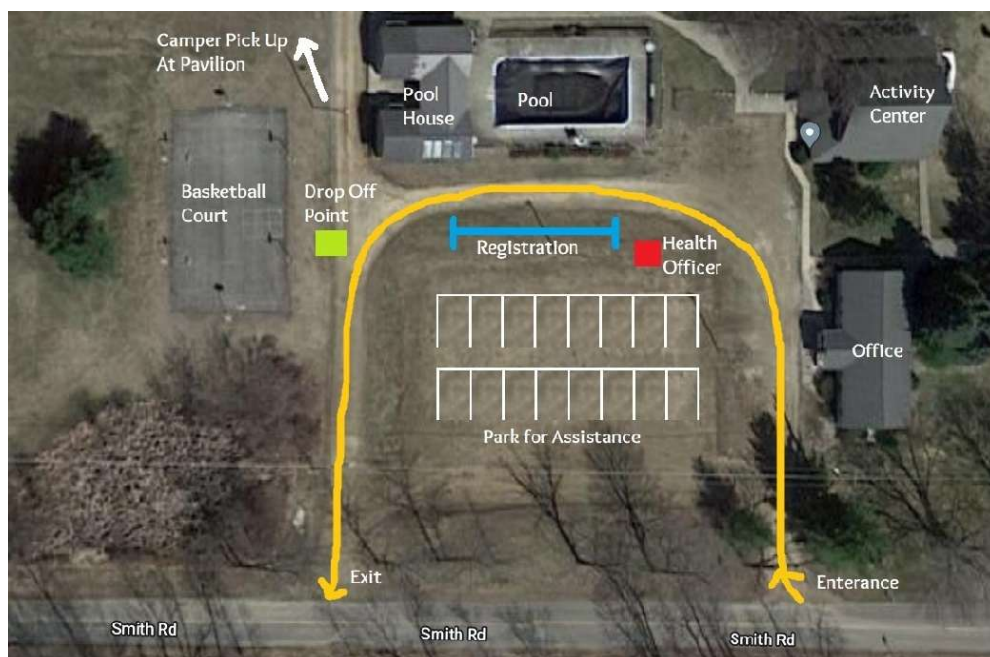 Camper Pick Up
At Pavilion
Pool
House
Pool
Activity
Center
Basketball
Court
Drop Off
Point
Registration
Health
Officer
Office
Park for Assistance
Exit
Enterance
Smith Rd
Smith Rd
Smith Rd